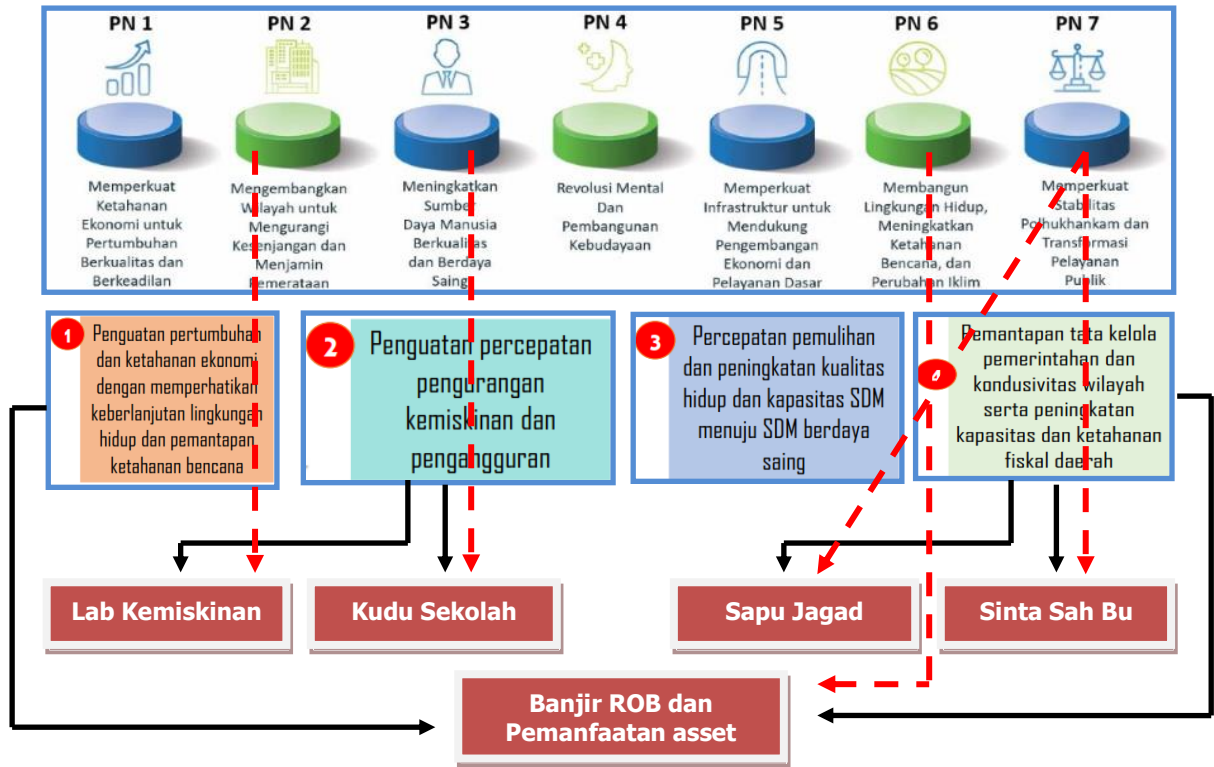 PN 1
PN 2
PN 3
PN 4
PN 5
PN 6
PN 7
Memperkuat
Ketahanan
Ekonomi untuk
Pertumbuhan
Berkualitas dan
Berkeadilan
Mengembangkan
Wilayah untuk
Mengurangi
Kesenjangan dan
Menjamin
Pemerataan
Meningkatkan
Sumber
Daya Manusia
Berkualitas
dan Berdaya
Saing
Revolusi Mental
Dan
Pembangunan
Kebudayaan
Memperkuat
Infrastruktur untuk
Mendukung
Pengembangan
Ekonomi dan
Pelayanan Dasar
Membangun
Lingkungan Hidup,
Meningkatkan
Ketahanan
Bencana, dan
Perubahan Iklim
Memperkuat
Stabilitas
Polhukhankam dan
Transformasi
Pelayanan
Publik
1
Penguatan pertumbuhan
dan ketahanan ekonomi
dengan memperhatikan
keberlanjutan lingkungan
hidup dan pemantapan
ketahanan bencana
2
Penguatan percepatan
pengurangan
kemiskinan dan
pengangguran
3
Percepatan pemulihan
dan peningkatan kualitas
hidup dan kapasitas SDM
menuju SDM berdaya
saing
Pemantapan tata kelola
pemerintahan dan
kondusivitas wilayah
serta peningkatan
kapasitas dan ketahanan
fiskal daerah
Lab Kemiskinan
Kudu Sekolah
Sapu Jagad
Sinta Sah Bu
Banjir ROB dan
Pemanfaatan asset